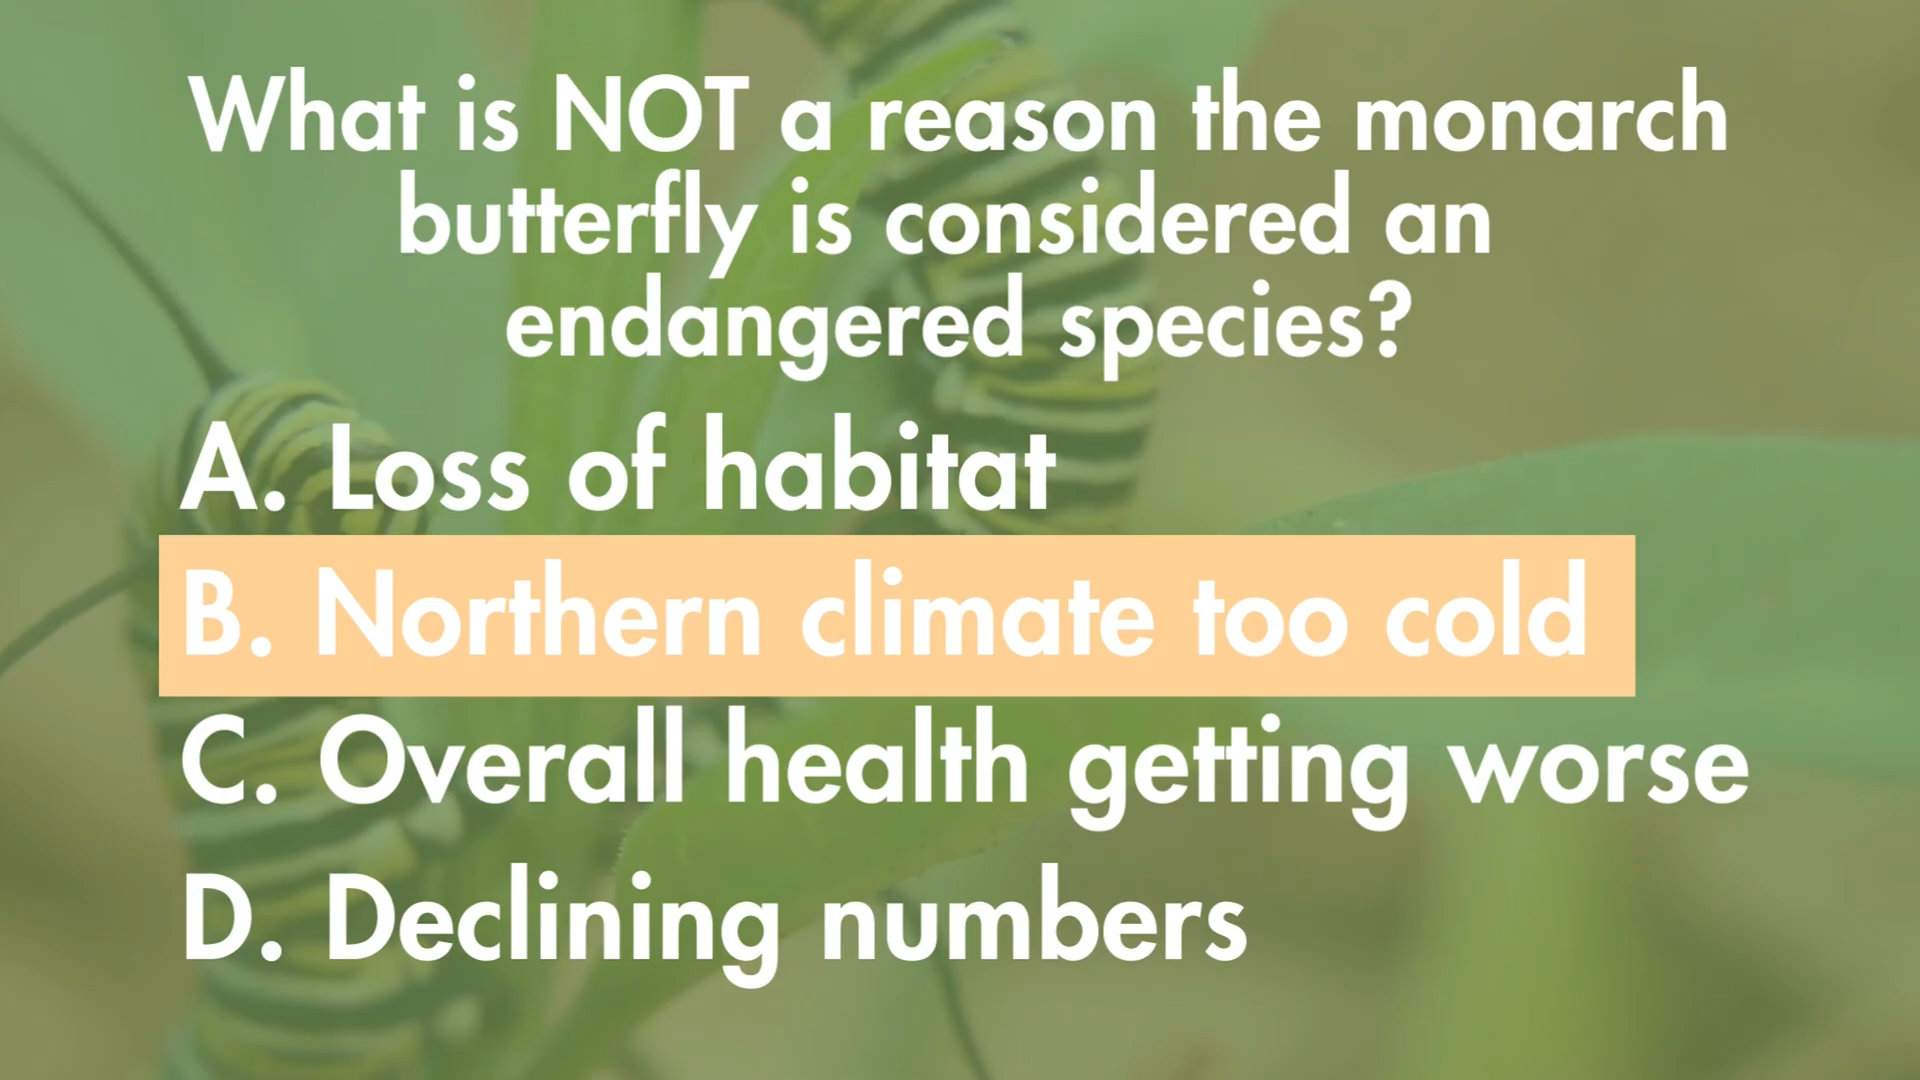 What is NOT a reason the monarch
butterfly is considered an
endangered species?
A. Loss of habitat
B. Northern climate too cold
C. Overall health getting worse
D. Declining numbers